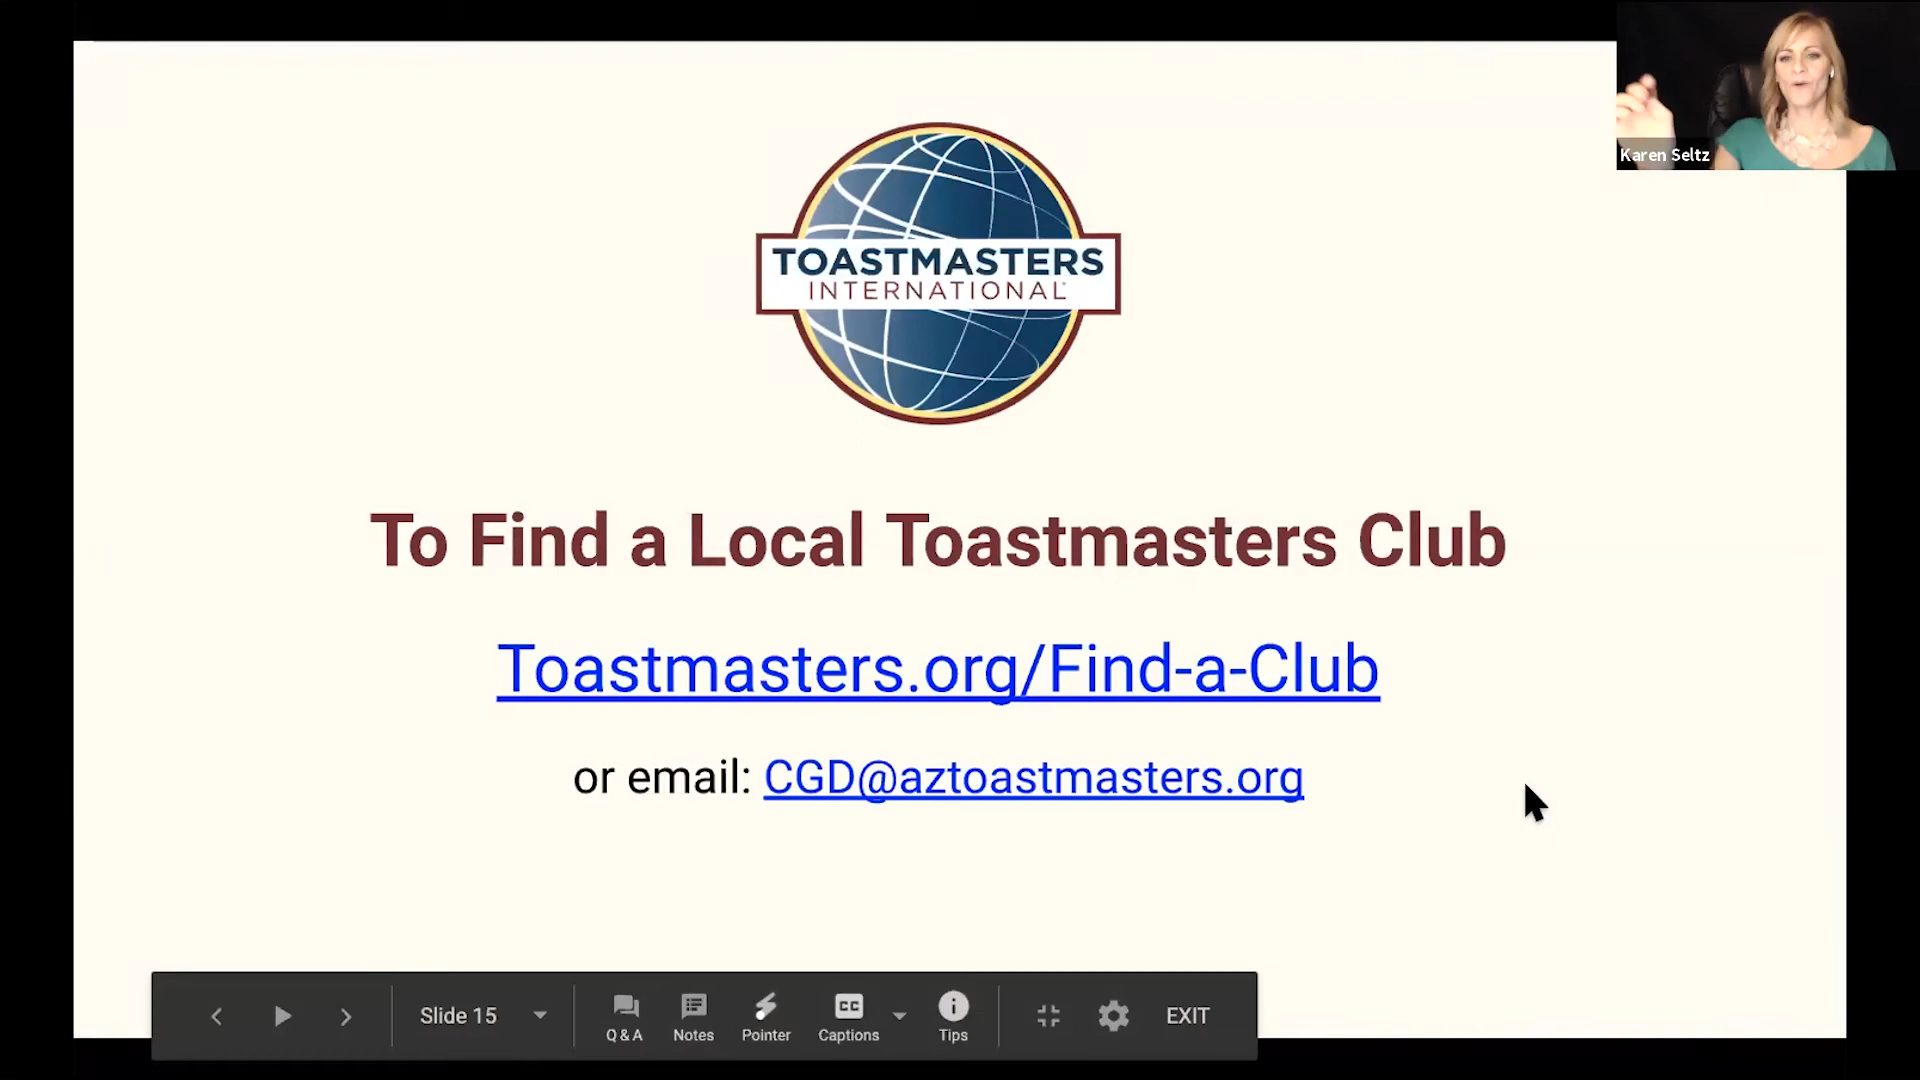 Karen Seltz
TOASTMASTERS
INTERNATIONAL
To Find a Local Toastmasters Club
Toastmasters.org/Find-a-Club
or email: CGD@aztoastmasters.org
Slide 15
Q & A
Notes
Pointer
CC
Captions
Tips
EXIT